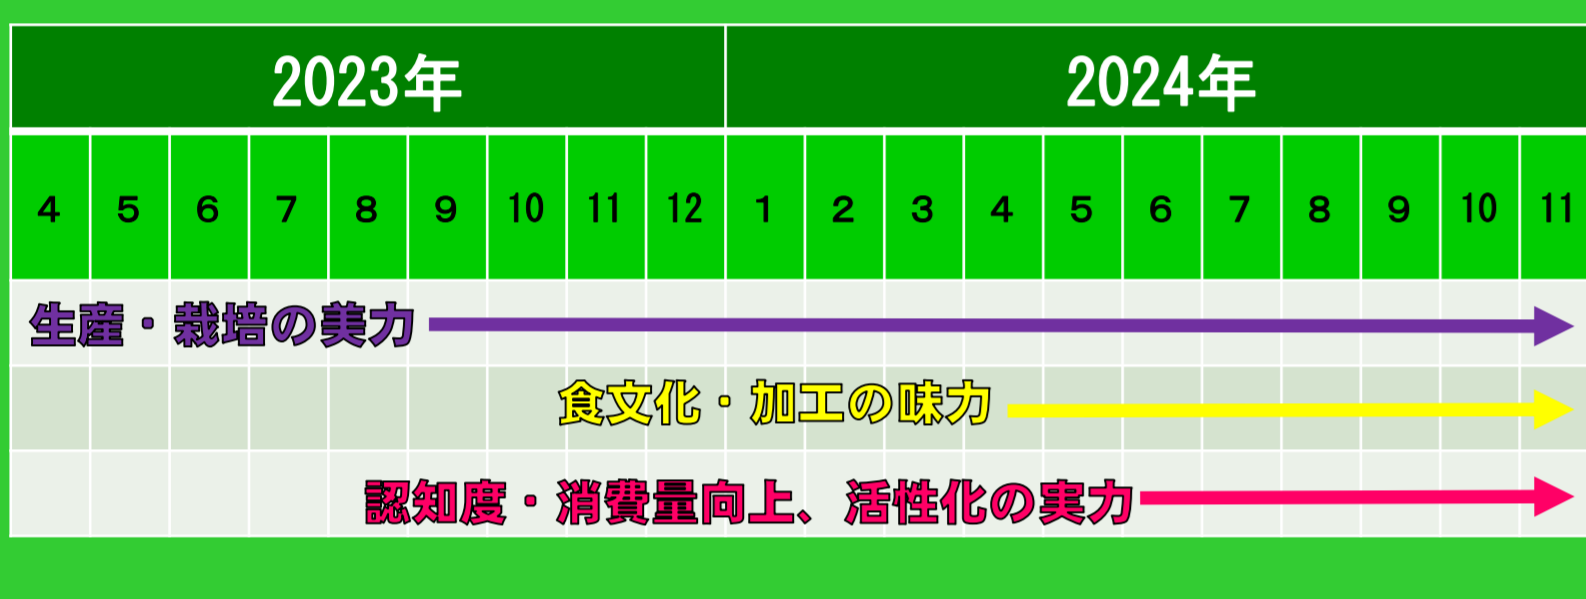 2023年 2024年
4 5 6 7 8 9 10 11 12 1 2 3 4 5 6 7 8 9 10 11
生産・栽培の美力
食文化・加工の味力
認知度・消費量向上、活性化の実力